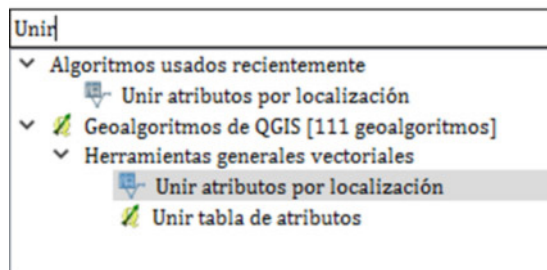 Unir
Algoritmos usados recientemente
Unir atributos por localización
Geoalgoritmos de QGIS [111 geoalgoritmos]
Herramientas generales vectoriales
Unir atributos por localización
Unir tabla de atributos